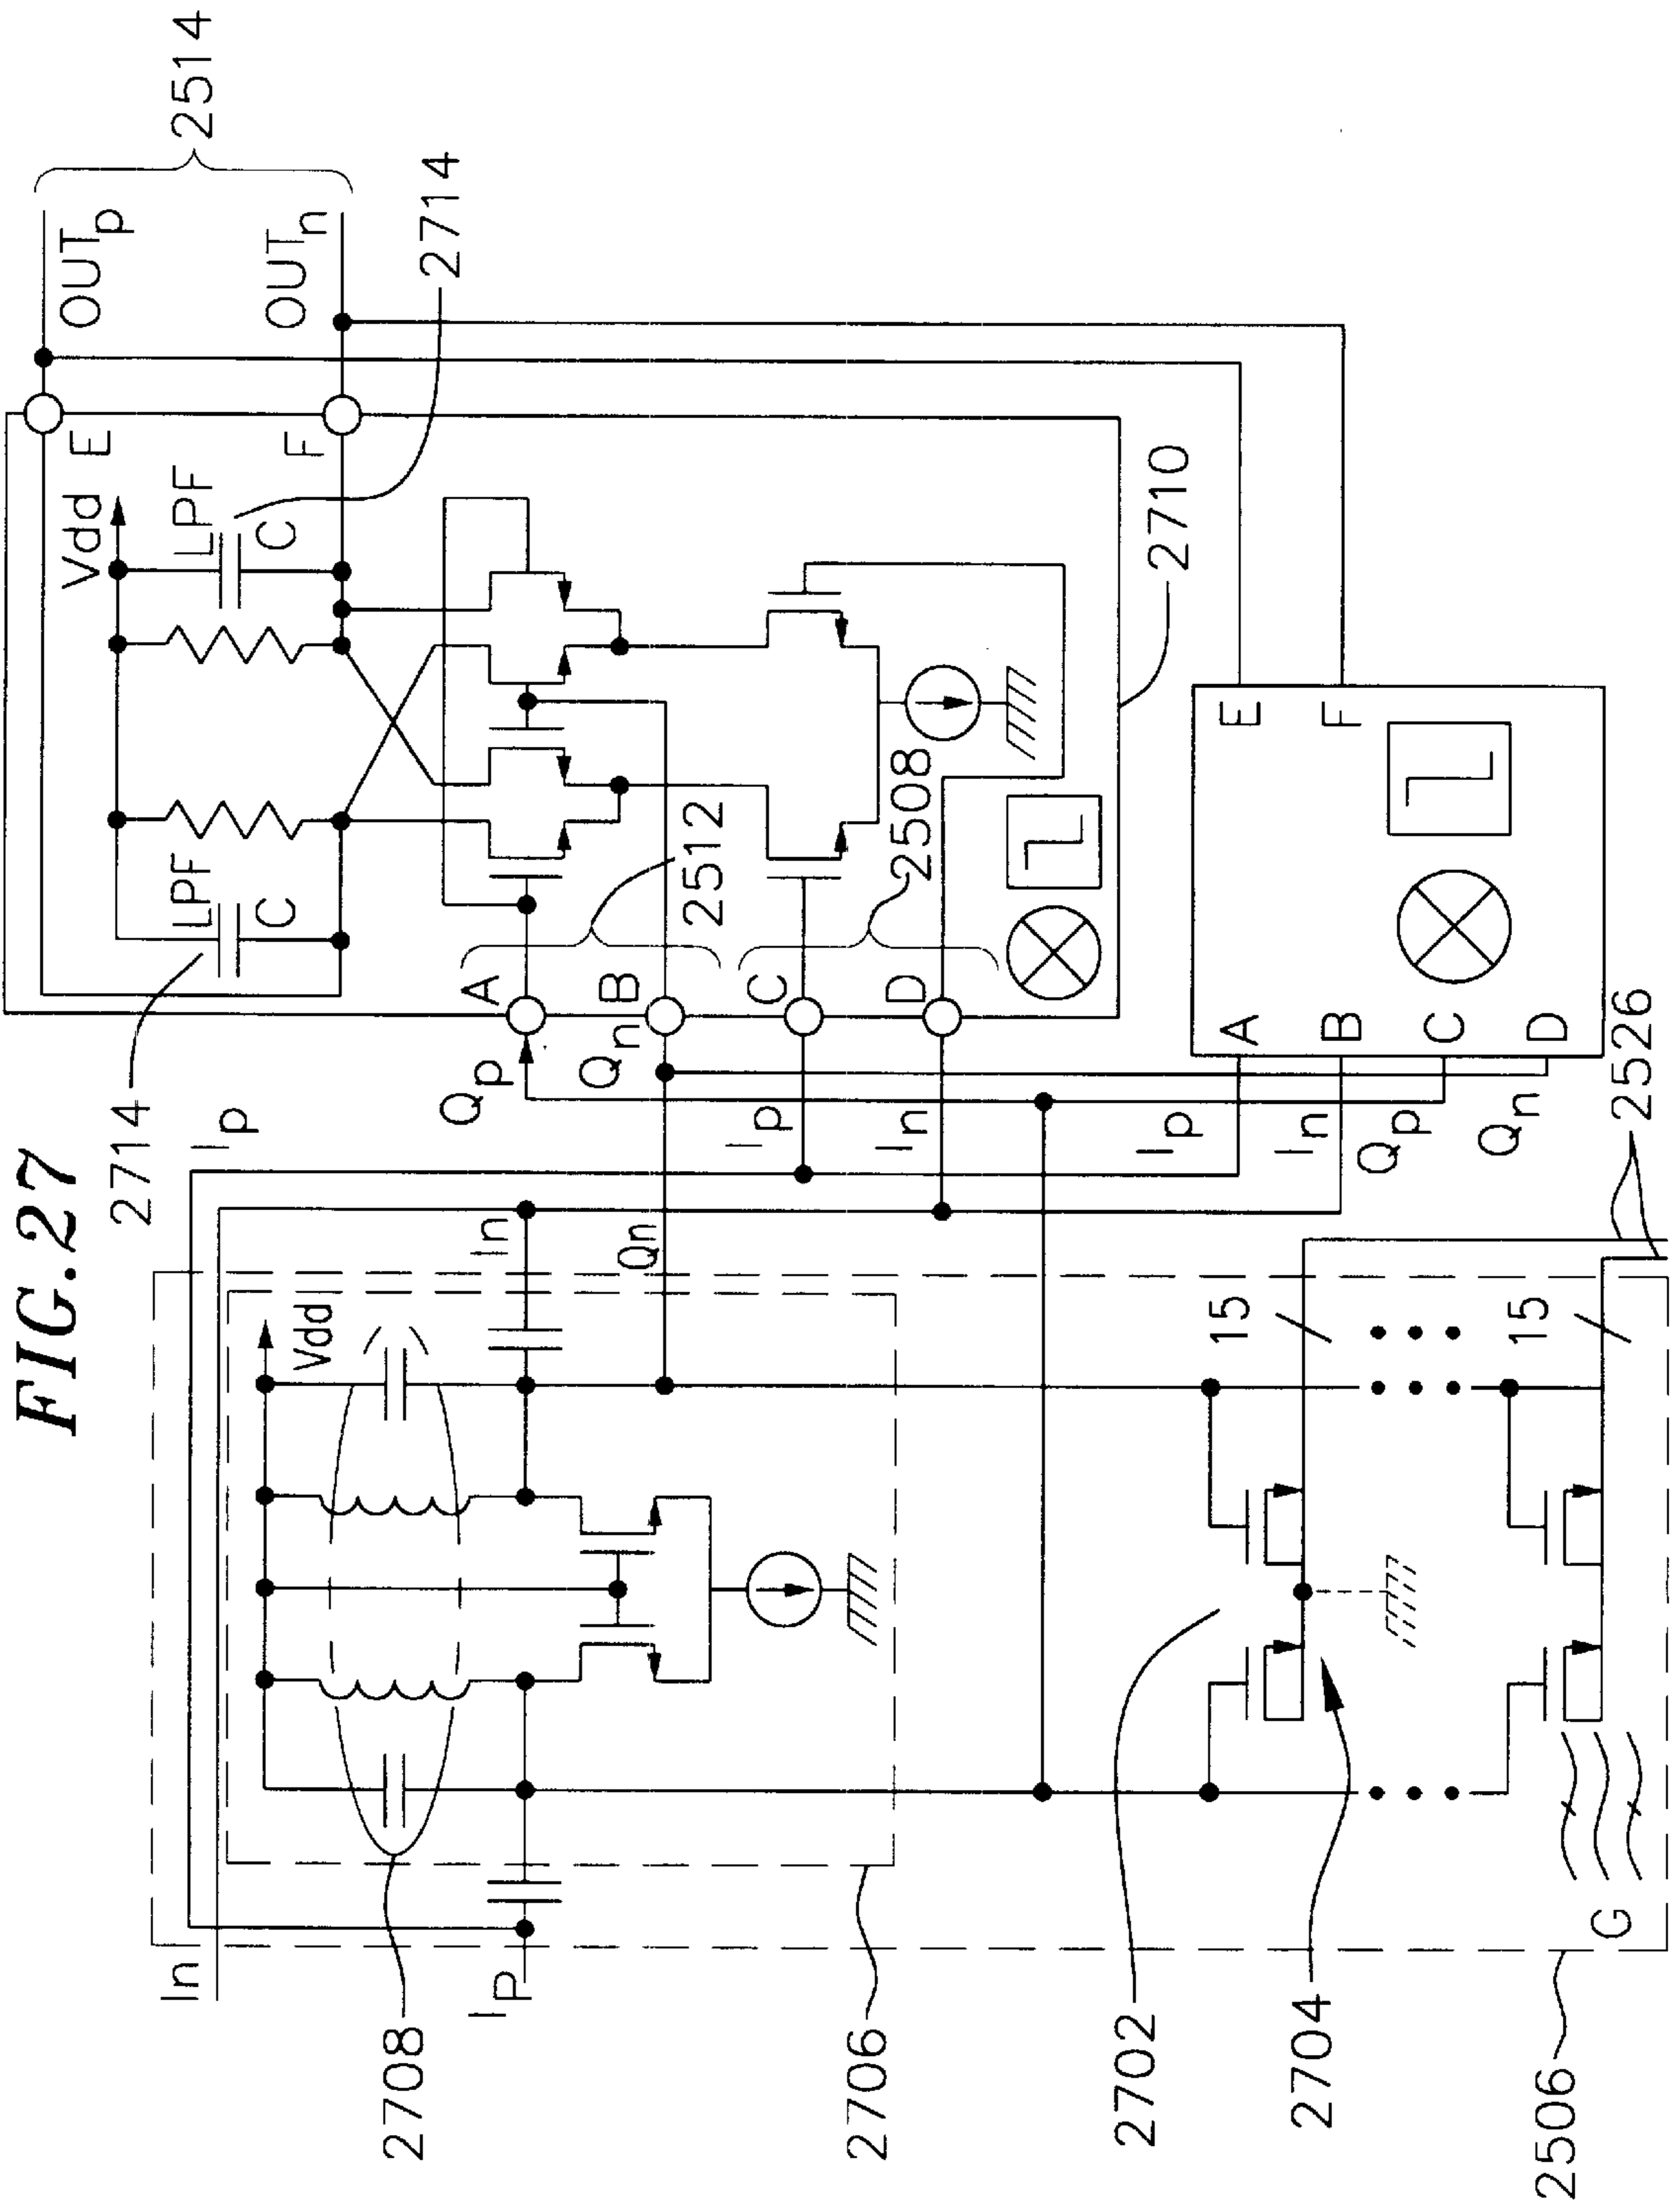 FIG.27
2514
OUTp
OUTn
2714
E
F
Vdd
LPF
C
LPF
C
2714
2710
2512
2508
A
B
C
D
Qp
Qn
Ip
In
Ip
E
F
A
B
C
D
Ip
In
Qp
Qn
2526
In
Qn
Vdd
15
15
In
Ip
G
2708
2706
2702
2704
2506